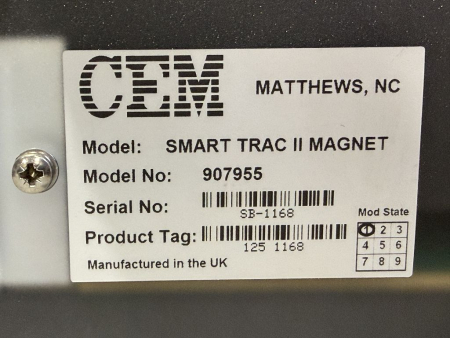 CEM MATTHEWS, NC
Model: SMART TRAC II MAGNET
Model No: 907955
Serial No:
SB-1168
Mod State
Product Tag:
125 1168
1 2 3
4 5 6
7 8 9
Manufactured in the UK